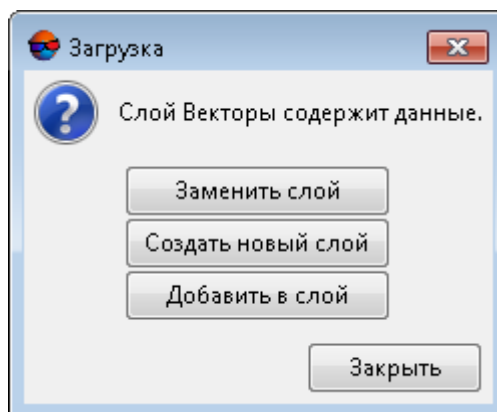 Загрузка
Слой Векторы содержит данные.
Заменить слой
Создать новый слой
Добавить в слой
Закрыть